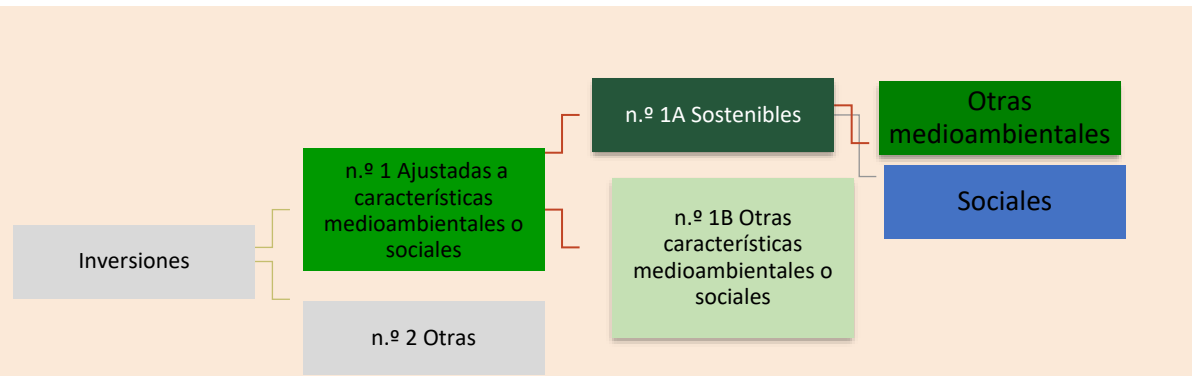 Inversiones
n.º 1 Ajustadas a
características
medioambientales o
sociales
n.º 2 Otras
n.º 1A Sostenibles
n.º 1B Otras
características
medioambientales o
sociales
Otras
medioambientales
Sociales